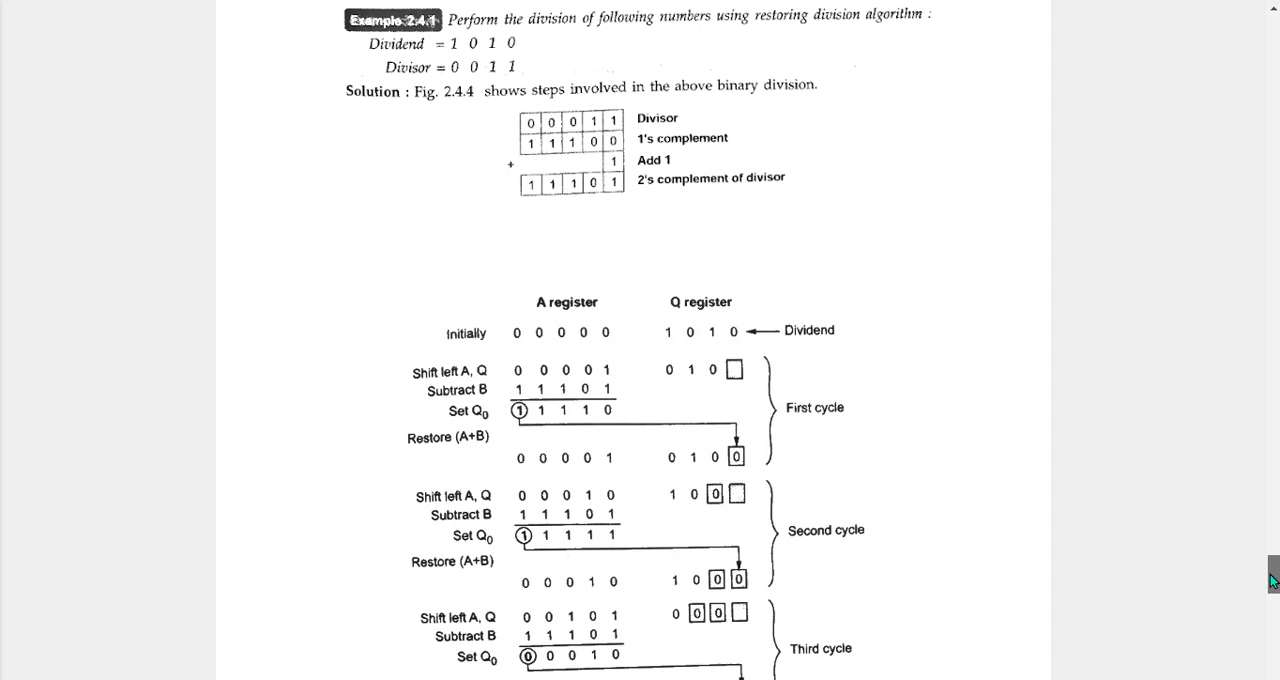 Example 2.4.1 Perform the division of following numbers using restoring division algorithm :
Dividend = 1 0 1 0
Divisor = 0 0 1 1
Solution : Fig. 2.4.4 shows steps involved in the above binary division.
0 0 0 1 1 Divisor
1 1 1 0 0 1's complement
+ 1 Add 1
1 1 1 0 1 2's complement of divisor
A register Q register
Initially 0 0 0 0 0 1 0 1 0 Dividend
Shift left A, Q 0 0 0 0 1 0 1 0
Subtract B 1 1 1 0 1
Set Q0 1 1 1 1 0 First cycle
Restore (A+B)
0 0 0 0 1 0 1 0 0
Shift left A, Q 0 0 0 1 0 1 0 0
Subtract B 1 1 1 0 1
Set Q0 1 1 1 1 1 Second cycle
Restore (A+B)
0 0 0 1 0 1 0 0 0
Shift left A, Q 0 0 1 0 1 0 0 0
Subtract B 1 1 1 0 1
Set Q0 0 0 0 1 0 Third cycle